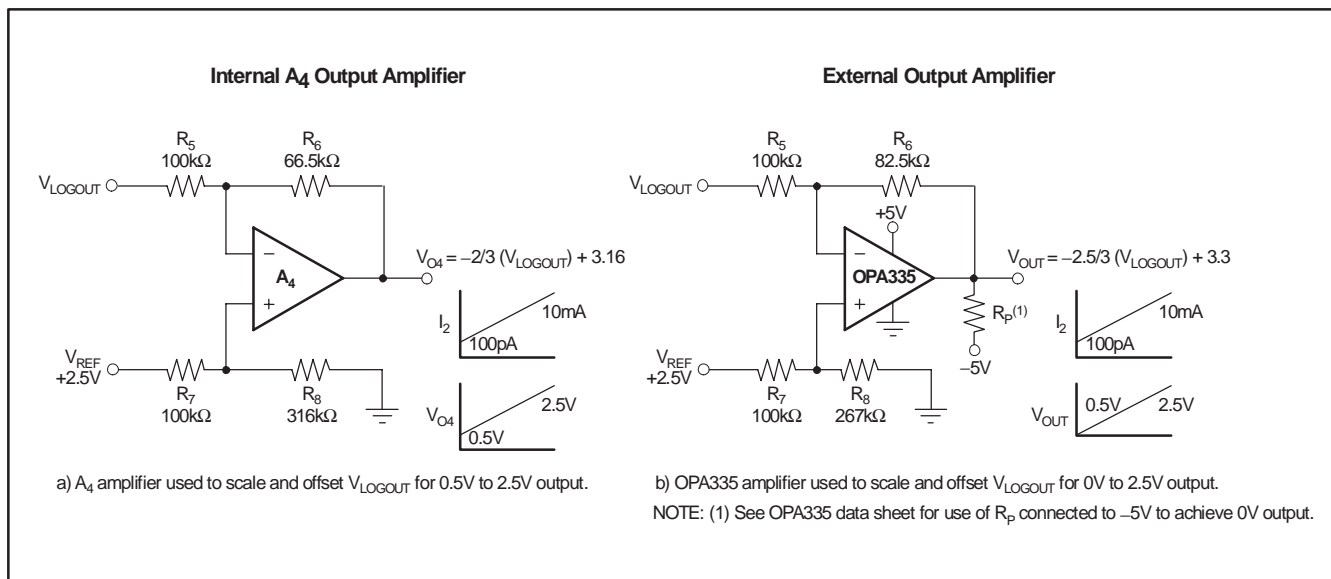 Internal A4 Output Amplifier
R5
100kΩ
R6
66.5kΩ
VLOGOUT
−
A4
+
VO4 = −2/3 (VLOGOUT) + 3.16
I2
10mA
100pA
VREF
+2.5V
R7
100kΩ
R8
316kΩ
VO4
2.5V
0.5V
a) A4 amplifier used to scale and offset VLOGOUT for 0.5V to 2.5V output.
External Output Amplifier
R5
100kΩ
R6
82.5kΩ
VLOGOUT
+5V
−
OPA335
+
VOUT = −2.5/3 (VLOGOUT) + 3.3
RP(1)
−5V
I2
10mA
100pA
VREF
+2.5V
R7
100kΩ
R8
267kΩ
VOUT
0.5V
2.5V
b) OPA335 amplifier used to scale and offset VLOGOUT for 0V to 2.5V output.
NOTE: (1) See OPA335 data sheet for use of RP connected to −5V to achieve 0V output.